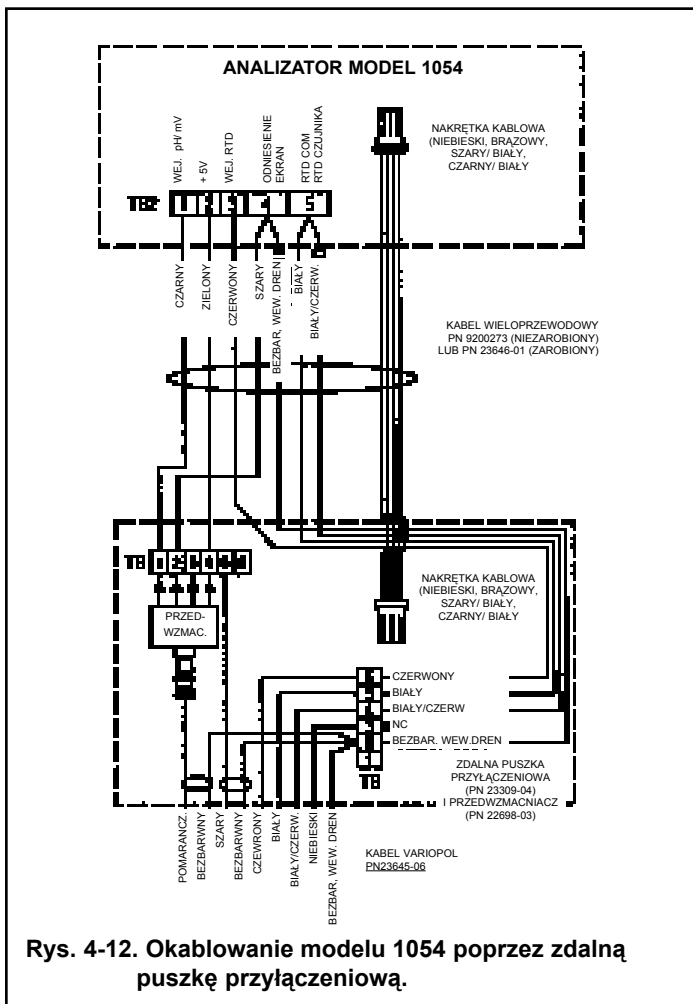 ANALIZATOR MODEL 1054
WEJ. pH/ mV
+ 5V
WEJ. RTD
ODNIESIENIE
EKRAN
RTD COM
RTD CZUJNIKA
NAKRĘTKA KABLOWA
(NIEBIESKI, BRĄZOWY,
SZARY/ BIAŁY,
CZARNY/ BIAŁY
TB2
1 2 3 4 5
CZARNY
ZIELONY
CZERWONY
SZARY
BEZBAR, WEW. DREN
BIAŁY
BIAŁY/CZERW.
KABEL WIELOPRZEWODOWY
PN 9200273 (NIEZAROBIONY)
LUB PN 23646-01 (ZAROBIONY)
TB
PRZED-
WZMAC.
NAKRĘTKA KABLOWA
(NIEBIESKI, BRĄZOWY,
SZARY/ BIAŁY,
CZARNY/ BIAŁY
CZERWONY
BIAŁY
BIAŁY/CZERW
NC
BEZBAR. WEW.DREN
TB
ZDALNA PUSZKA
PRZYŁĄCZENIOWA
(PN 23309-04)
I PRZEDWZMACNIACZ
(PN 22698-03)
POMARANCZ.
BEZBARWNY
SZARY
BEZBARWNY
CZEWRONY
BIAŁY
BIAŁY/CZERW.
NIEBIESKI
BEZBAR, WEW. DREN
KABEL VARIOPOL
PN23645-06
Rys. 4-12. Okablowanie modelu 1054 poprzez zdalną
puszkę przyłączeniową.